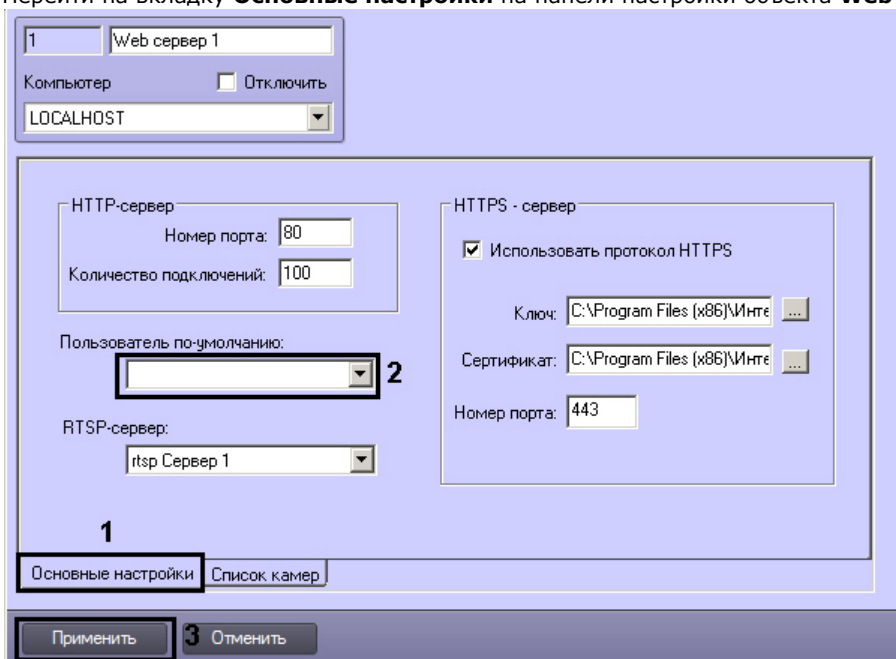 Перейти на вкладку Основные настройки на панели настройки объекта Web
1
Web сервер 1
Компьютер
Отключить
LOCALHOST
HTTP-сервер
Номер порта: 80
Количество подключений: 100
Пользователь по-умолчанию:
2
RTSP-сервер:
rtsp Сервер 1
HTTPS - сервер
Использовать протокол HTTPS
Ключ: C:\Program Files (x86)\Инте ...
Сертификат: C:\Program Files (x86)\Инте ...
Номер порта: 443
1
Основные настройки
Список камер
Применить
3
Отменить